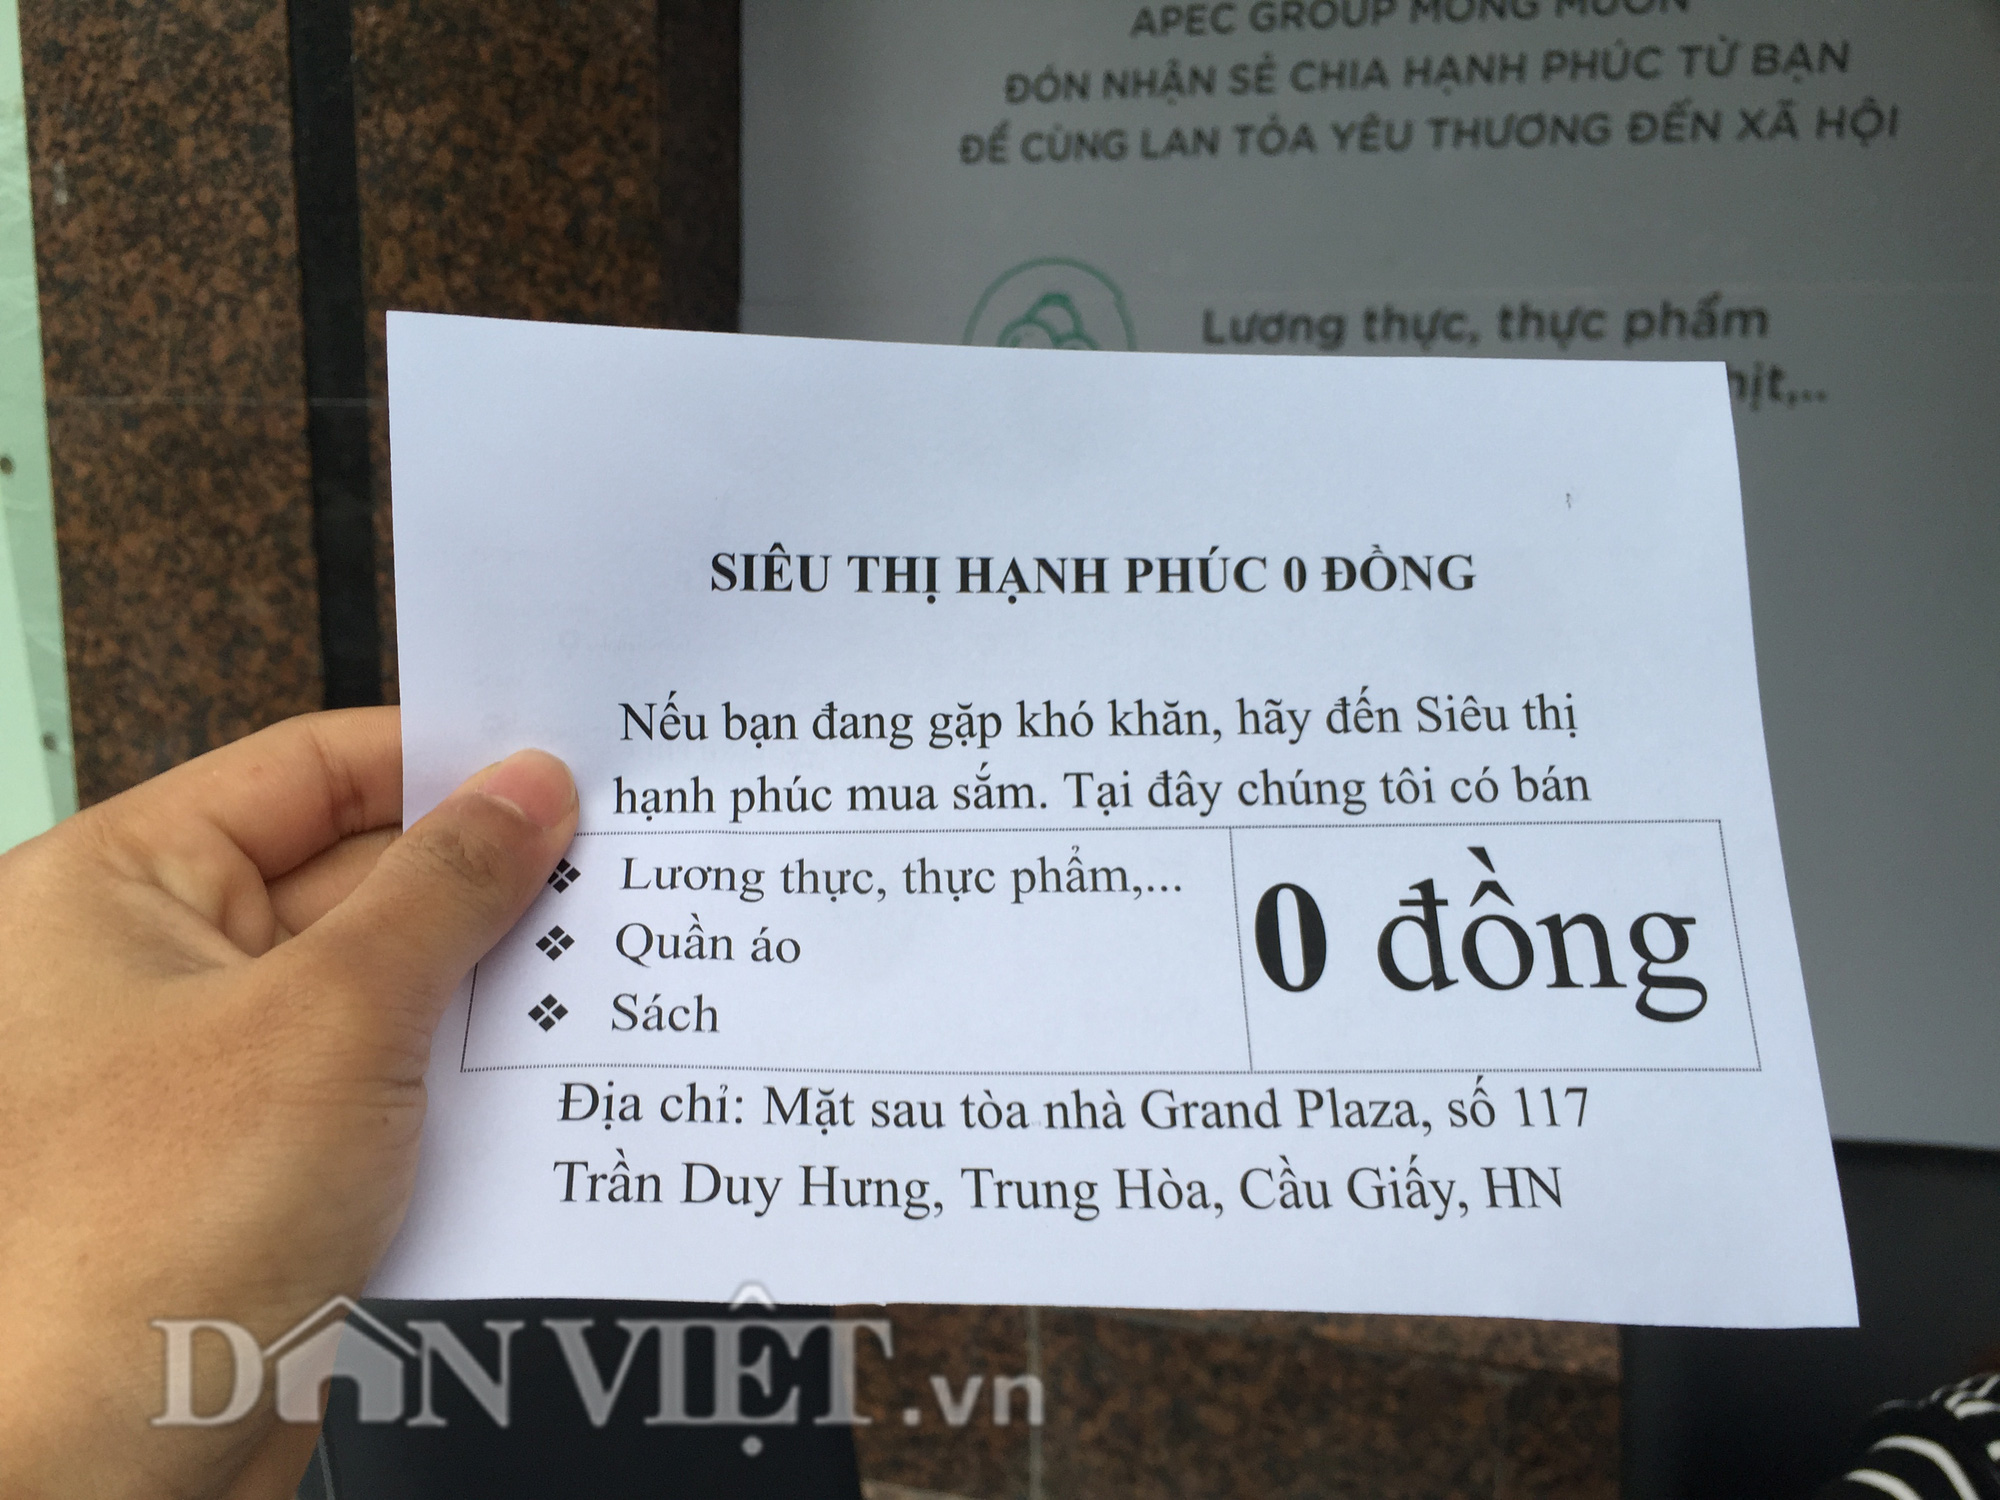 APEC GROUP MONG MUỐN
ĐÓN NHẬN SẺ CHIA HẠNH PHÚC TỪ BẠN
ĐỂ CÙNG LAN TỎA YÊU THƯƠNG ĐẾN XÃ HỘI
Lương thực, thực phẩm
SIÊU THỊ HẠNH PHÚC 0 ĐỒNG
Nếu bạn đang gặp khó khăn, hãy đến Siêu thị
hạnh phúc mua sắm. Tại đây chúng tôi có bán
❖ Lương thực, thực phẩm,...
❖ Quần áo
❖ Sách
0 đồng
Địa chỉ: Mặt sau tòa nhà Grand Plaza, số 117
Trần Duy Hưng, Trung Hòa, Cầu Giấy, HN
DÂN VIỆT.vn